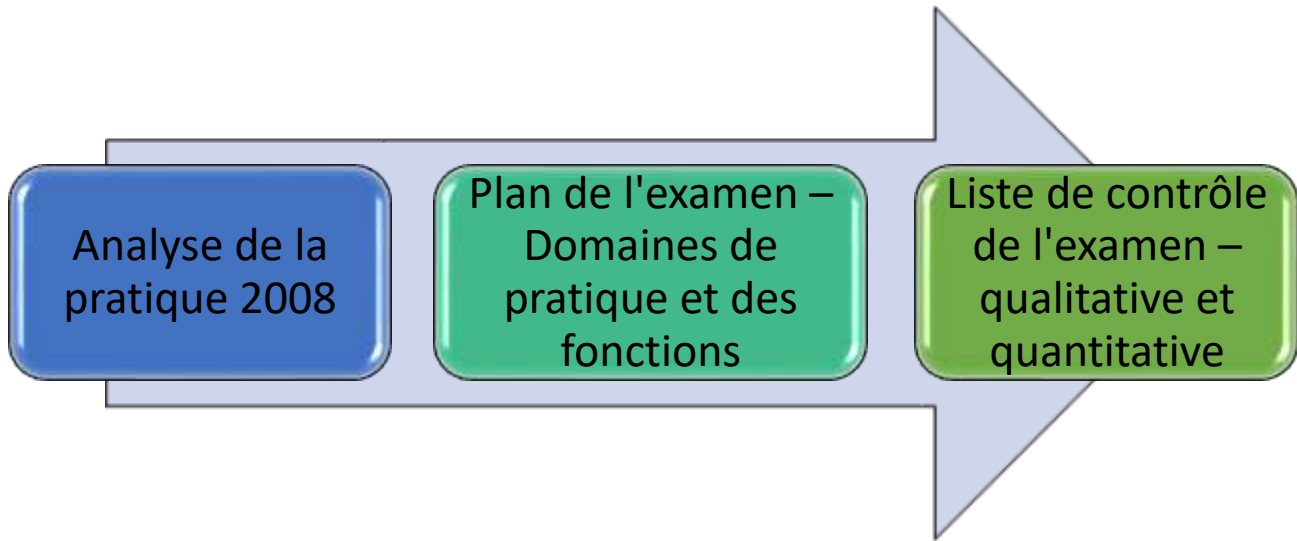 Analyse de la
pratique 2008
Plan de l'examen –
Domaines de
pratique et des
fonctions
Liste de contrôle
de l'examen –
qualitative et
quantitative